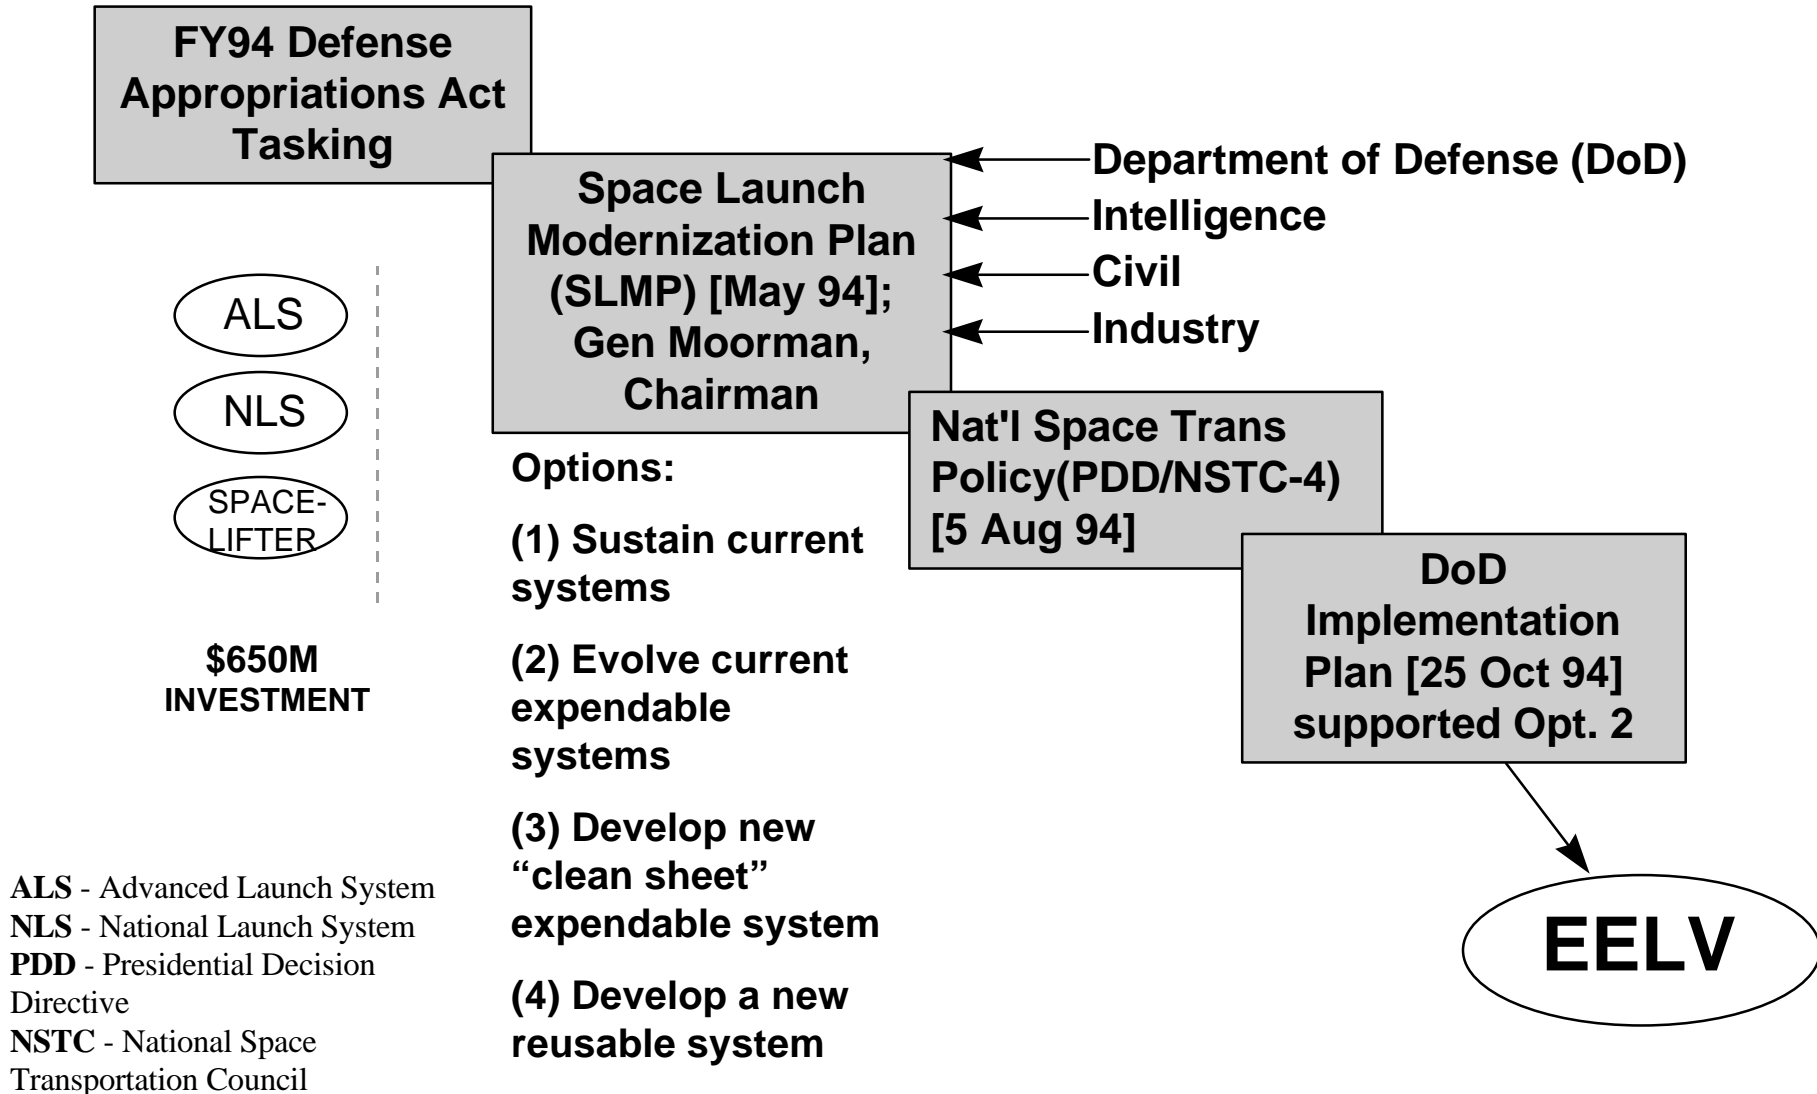 FY94 Defense
Appropriations Act
Tasking
Space Launch
Modernization Plan
(SLMP) [May 94];
Gen Moorman,
Chairman
Department of Defense (DoD)
Intelligence
Civil
Industry
ALS
NLS
SPACE-
LIFTER
$650M
INVESTMENT
Nat'l Space Trans
Policy(PDD/NSTC-4)
[5 Aug 94]
Options:
(1) Sustain current
systems
(2) Evolve current
expendable
systems
(3) Develop new
“clean sheet”
expendable system
(4) Develop a new
reusable system
DoD
Implementation
Plan [25 Oct 94]
supported Opt. 2
EELV
ALS - Advanced Launch System
NLS - National Launch System
PDD - Presidential Decision
Directive
NSTC - National Space
Transportation Council